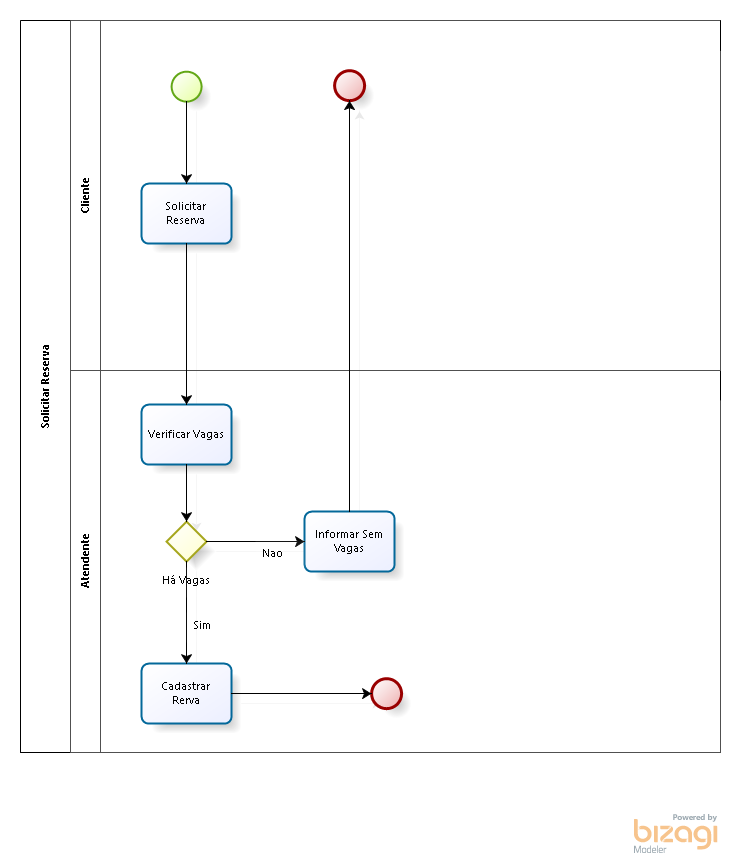 Solicitar Reserva
Cliente
Solicitar
Reserva
Atendente
Verificar Vagas
Informar Sem
Vagas
Nao
Há Vagas
Sim
Cadastrar
Rerva
Powered by
bizagi
Modeler